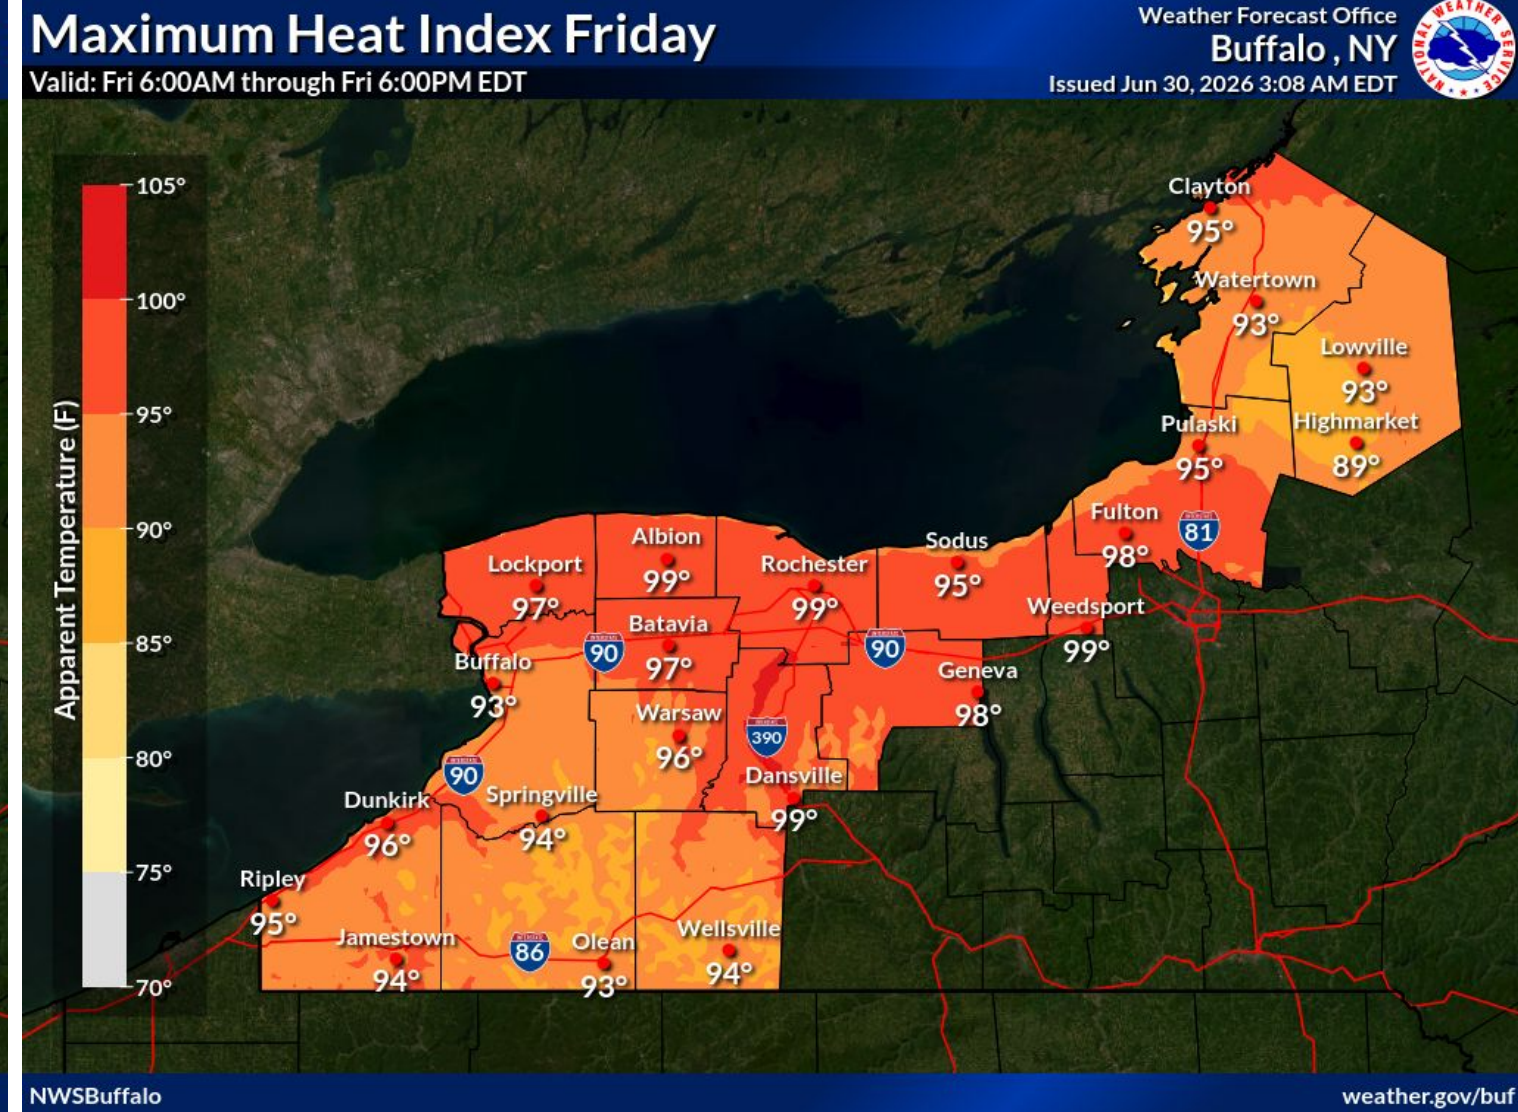 Maximum Heat Index Friday
Valid: Fri 6:00AM through Fri 6:00PM EDT
Weather Forecast Office
Buffalo , NY
Issued Jun 30, 2026 3:08 AM EDT
NATIONAL WEATHER SERVICE
Apparent Temperature (F)
105°
100°
95°
90°
85°
80°
75°
70°
Clayton
95°
Watertown
93°
Lowville
93°
Highmarket
89°
Pulaski
95°
Fulton
98°
81
Sodus
95°
Rochester
99°
Albion
99°
Lockport
97°
Weedsport
99°
Batavia
97°
90
90
Buffalo
93°
Geneva
98°
Warsaw
96°
390
Dansville
99°
90
Springville
94°
Dunkirk
96°
Ripley
95°
Jamestown
94°
86
Olean
93°
Wellsville
94°
NWSBuffalo
weather.gov/buf